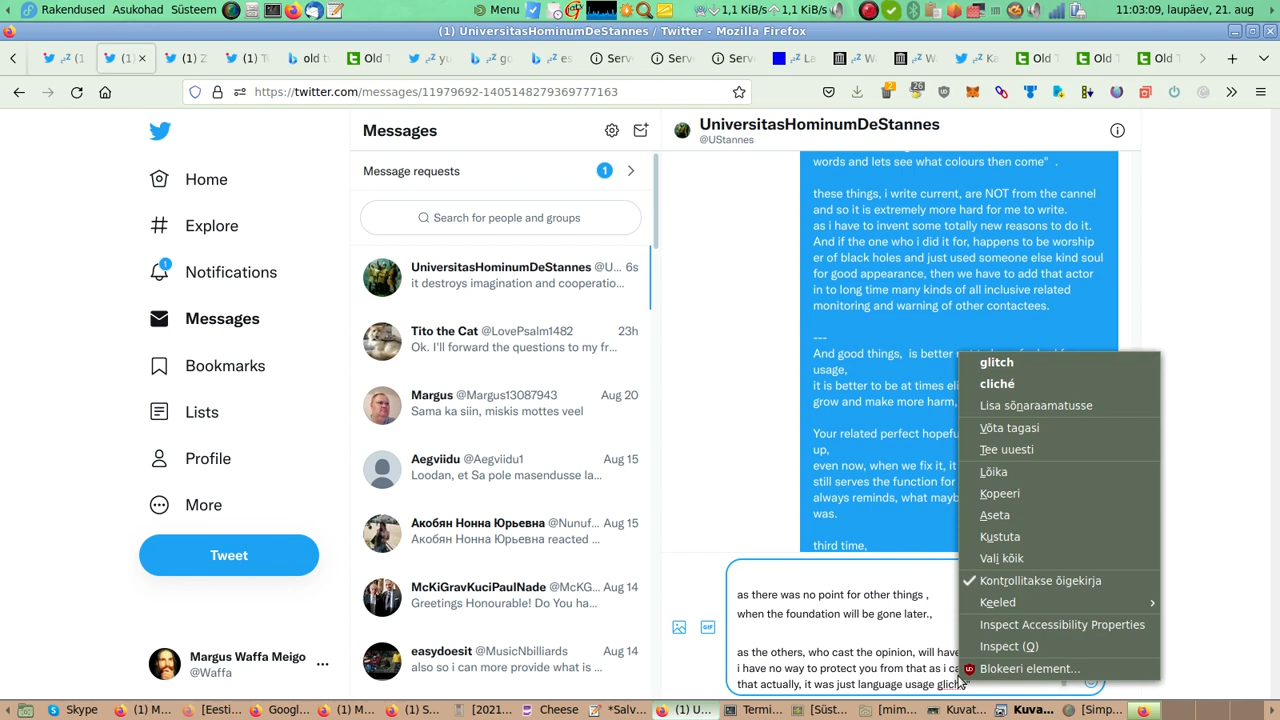 Rakendused Asukohad Süsteem
Menu
1,1 KiB/s 1,1 KiB/s
11:03:09, laupäev, 21. aug
(1) UniversitasHominumDeStannes / Twitter - Mozilla Firefox
https://twitter.com/messages/11979692-1405148279369777163
26
Home
Explore
1
Notifications
Messages
Bookmarks
Lists
Profile
More
Tweet
Margus Waffa Meigo
@Waffa
Messages
Message requests
1
Search for people and groups
UniversitasHominumDeStannes @U... 6s
it destroys imagination and cooperatio...
Tito the Cat @LovePsalm1482 23h
Ok. I'll forward the questions to my fr...
Margus @Margus13087943 Aug 20
Sama ka siin, miskis mottes veel
Aegviidu @Aegviidu1 Aug 15
Loodan, et Sa pole masendusse la...
Акобян Нонна Юрьевна @Nunuf... Aug 15
Акобян Нонна Юрьевна reacted ...
McKiGravKuciPaulNade @McKG... Aug 14
Greetings Honourable! Do You ha...
easydoesit @MusicNbilliards Aug 14
also so i can more provide what is ...
UniversitasHominumDeStannes
@UStannes
words and lets see what colours then come" .
these things, i write current, are NOT from the cannel
and so it is extremely more hard for me to write.
as i have to invent some totally new reasons to do it.
And if the one who i did it for, happens to be worship
er of black holes and just used someone else kind soul
for good appearance, then we have to add that actor
in to long time many kinds of all inclusive related
monitoring and warning of other contactees.
---
And good things, is better
usage,
it is better to be at times
grow and make more harm,
Your related perfect
up,
even now, when we fix it, it
still serves the function for
always reminds, what
was.
third time,
as there was no point for other things ,
when the foundation will be gone later.,
as the others, who cast the opinion, will have
i have no way to protect you from that as i
that actually, it was just language usage glich
glitch
cliché
Lisa sõnaraamatusse
Võta tagasi
Tee uuesti
Lõika
Kopeeri
Aseta
Kustuta
Vali kõik
Kontrollitakse õigekirja
Keeled
Inspect Accessibility Properties
Inspect (Q)
Blokeeri element...
Skype
Cheese